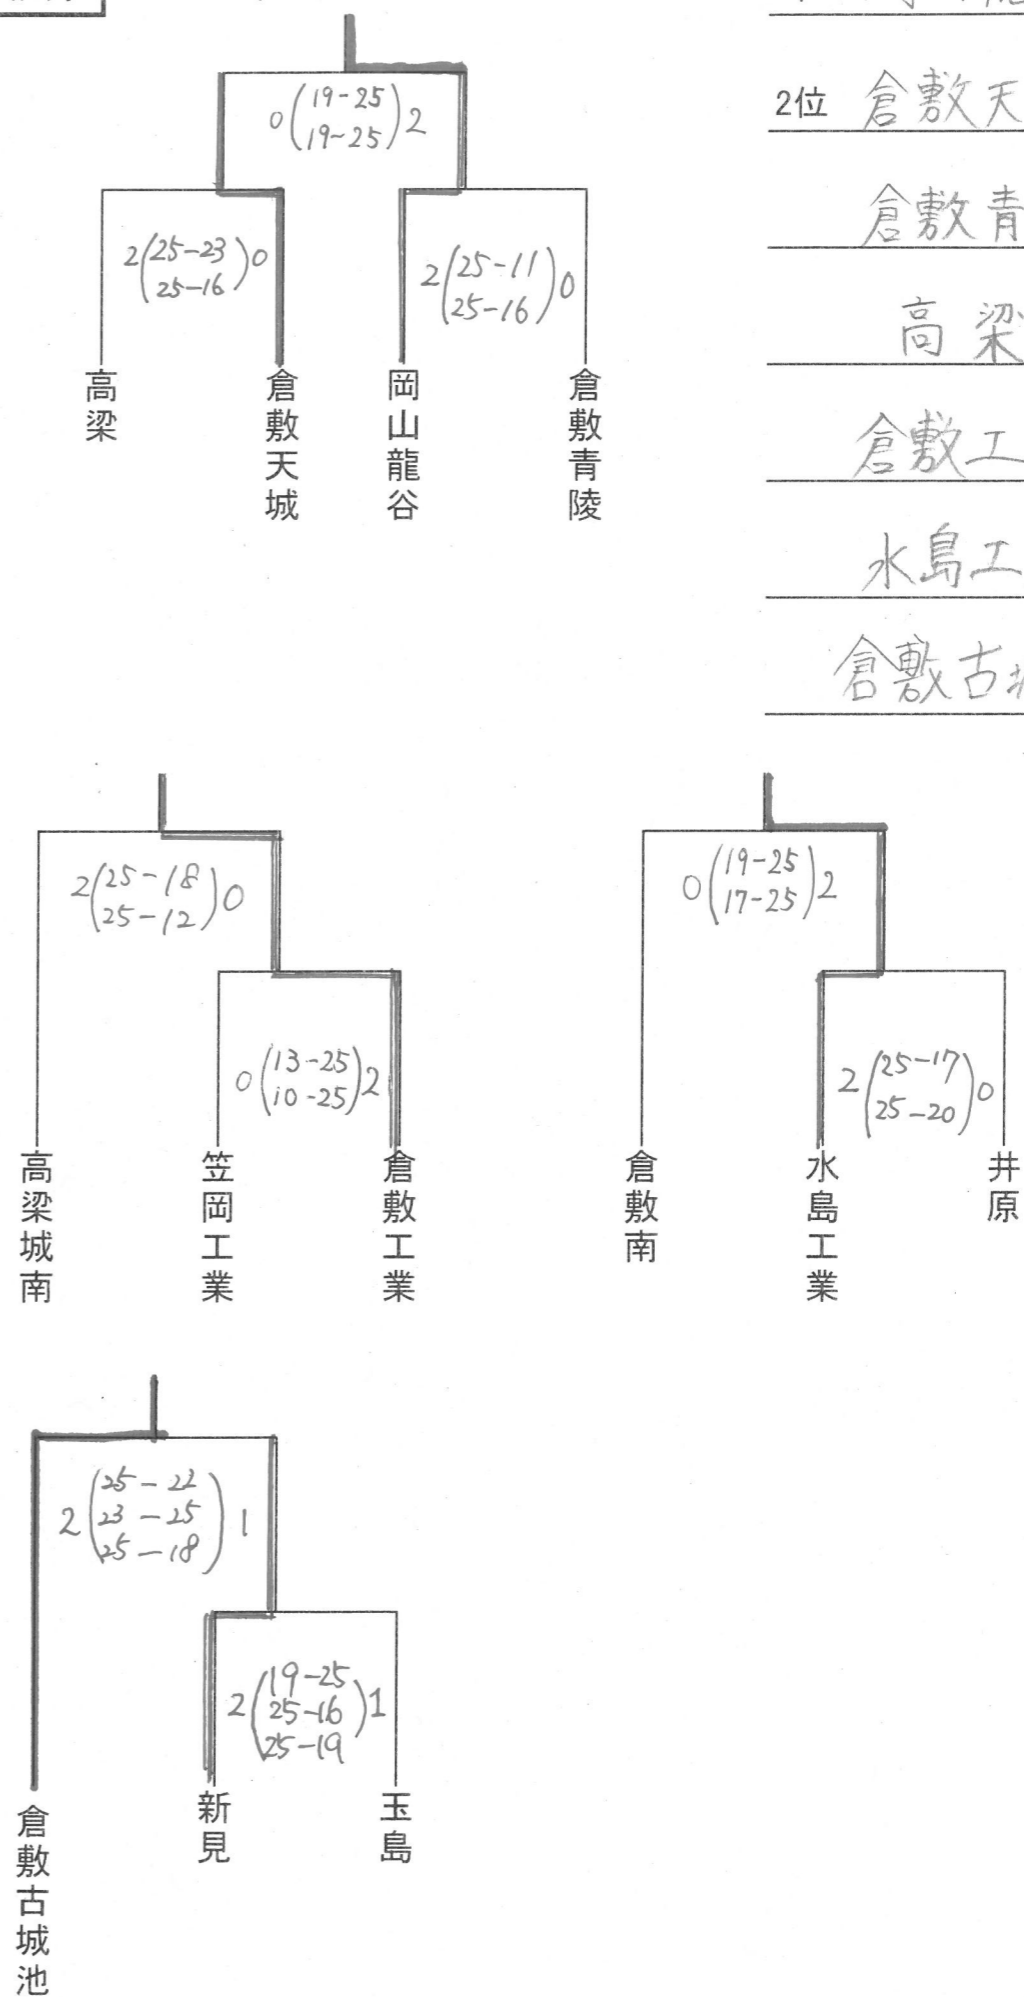 0(19-25 19-25)2
2位 倉敷天
倉敷青
高梁
倉敷工
水島工
倉敷古
2(25-23 25-16)0
2(25-11 25-16)0
高梁
倉敷天城
岡山龍谷
倉敷青陵
2(25-18 25-12)0
0(13-25 10-25)2
高梁城南
笠岡工業
倉敷工業
0(19-25 17-25)2
2(25-17 25-20)0
倉敷南
水島工業
井原
2(25-22 23-25 25-18)1
2(19-25 25-16 25-19)1
倉敷古城池
新見
玉島